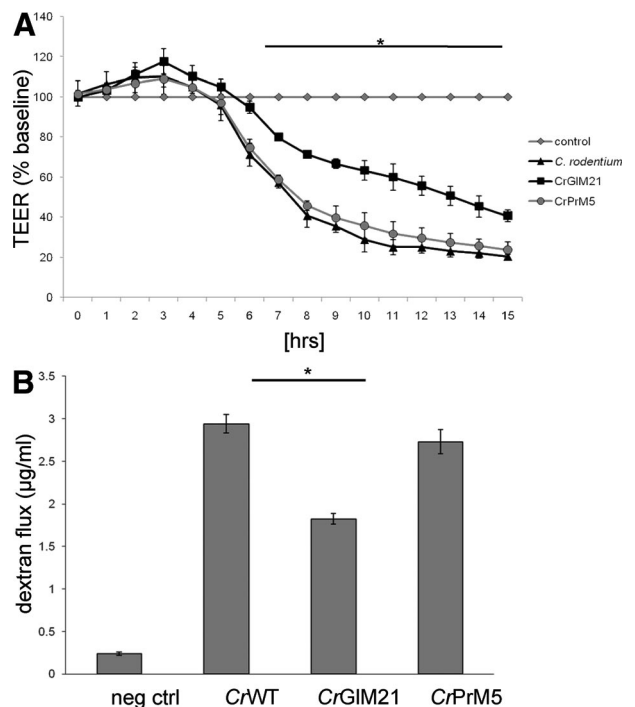 A
*
140
120
100
80
60
40
20
0
TEER (% baseline)
0 1 2 3 4 5 6 7 8 9 10 11 12 13 14 15
[hrs]
control
C. rodentium
CrGlM21
CrPrM5
B
*
3.5
3
2.5
2
1.5
1
0.5
0
dextran flux (µg/ml)
neg ctrl CrWT CrGlM21 CrPrM5